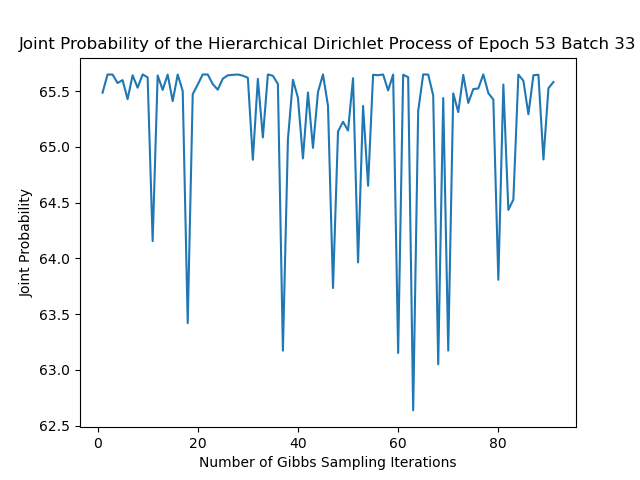 Joint Probability of the Hierarchical Dirichlet Process of Epoch 53 Batch 33
65.5
65.0
64.5
64.0
63.5
63.0
62.5
Joint Probability
0 20 40 60 80
Number of Gibbs Sampling Iterations